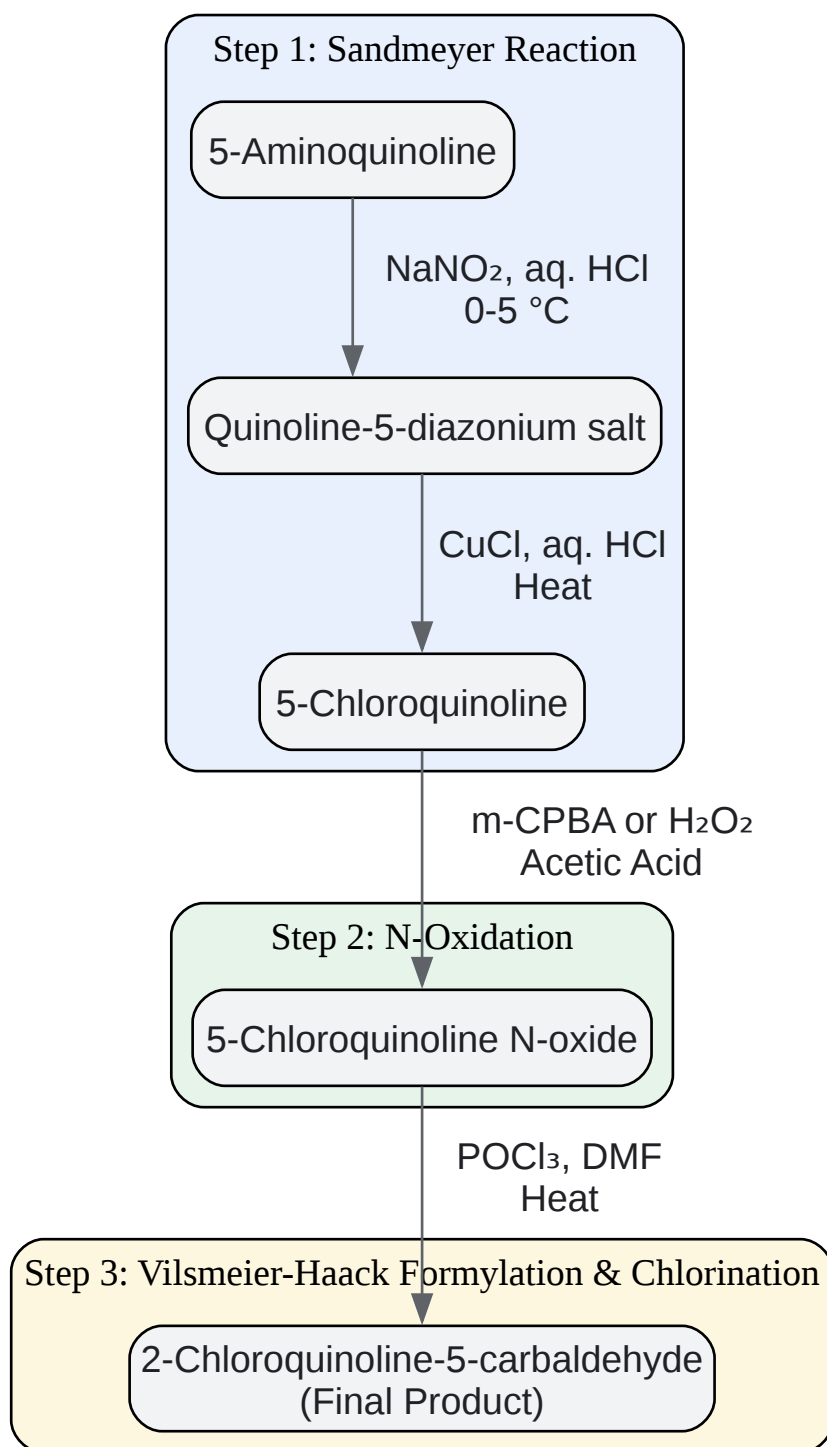 Step 1: Sandmeyer Reaction
5-Aminoquinoline
NaNO₂, aq. HCl
0-5 °C
Quinoline-5-diazonium salt
CuCl, aq. HCl
Heat
5-Chloroquinoline
m-CPBA or H₂O₂
Acetic Acid
Step 2: N-Oxidation
5-Chloroquinoline N-oxide
POCl₃, DMF
Heat
Step 3: Vilsmeier-Haack Formylation & Chlorination
2-Chloroquinoline-5-carbaldehyde
(Final Product)